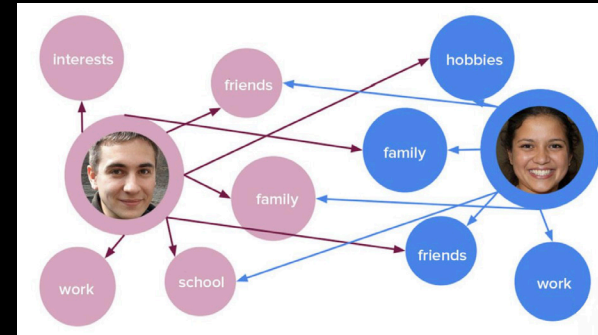 interests
hobbies
friends
family
family
friends
school
work
work